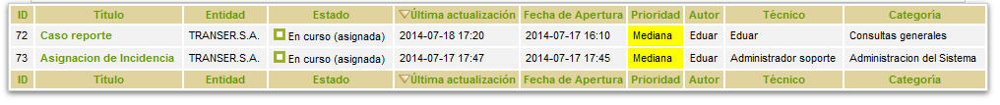 ID Título Entidad Estado Última actualización Fecha de Apertura Prioridad Autor Técnico Categoría
72 Caso reporte TRANSER.S.A. En curso (asignada) 2014-07-18 17:20 2014-07-17 16:10 Mediana Eduar Eduar Consultas generales
73 Asignacion de Incidencia TRANSER.S.A. En curso (asignada) 2014-07-17 17:47 2014-07-17 17:45 Mediana Eduar Administrador soporte Administracion del Sistema
ID Título Entidad Estado Última actualización Fecha de Apertura Prioridad Autor Técnico Categoría